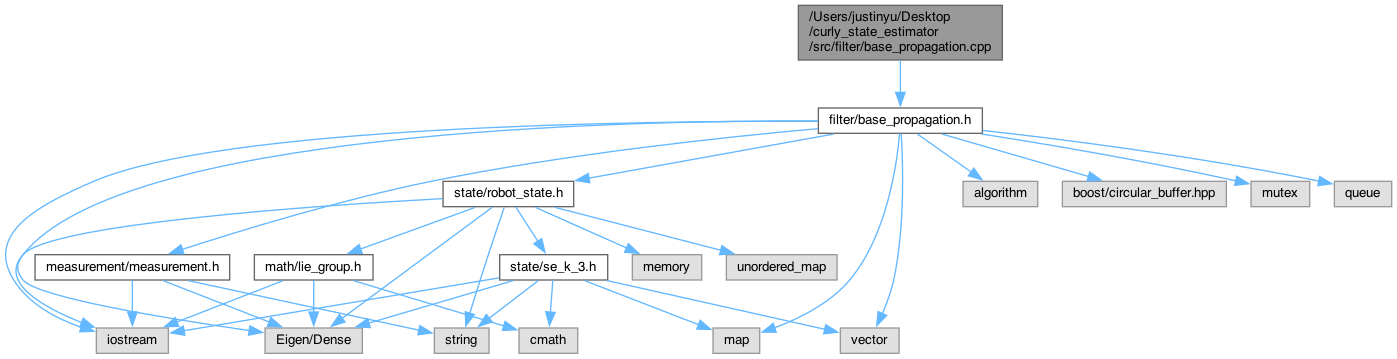 /Users/justinyu/Desktop
/curly_state_estimator
/src/filter/base_propagation.cpp
filter/base_propagation.h
state/robot_state.h
algorithm
boost/circular_buffer.hpp
mutex
queue
measurement/measurement.h
math/lie_group.h
state/se_k_3.h
memory
unordered_map
iostream
Eigen/Dense
string
cmath
map
vector